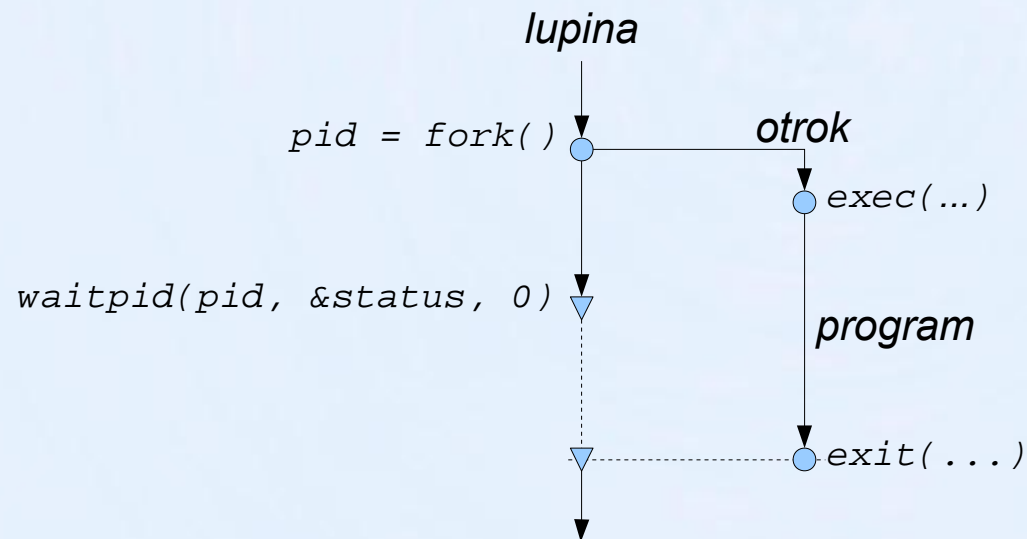 lupina
pid = fork()
otrok
exec(…)
waitpid(pid, &status, 0)
program
exit(...)